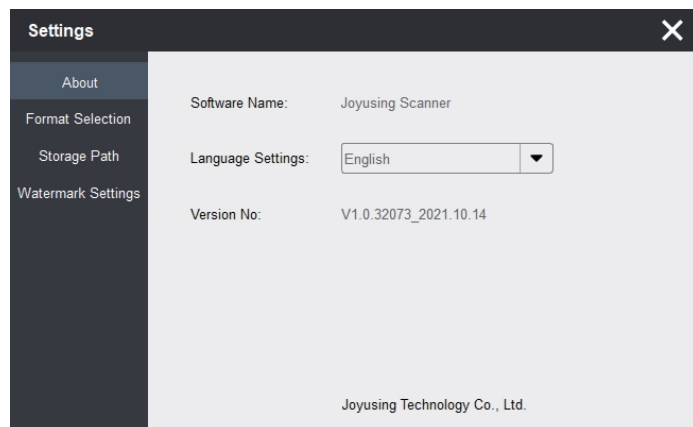 Settings
About
Format Selection
Storage Path
Watermark Settings
Software Name: Joyusing Scanner
Language Settings: English
Version No: V1.0.32073_2021.10.14
Joyusing Technology Co., Ltd.